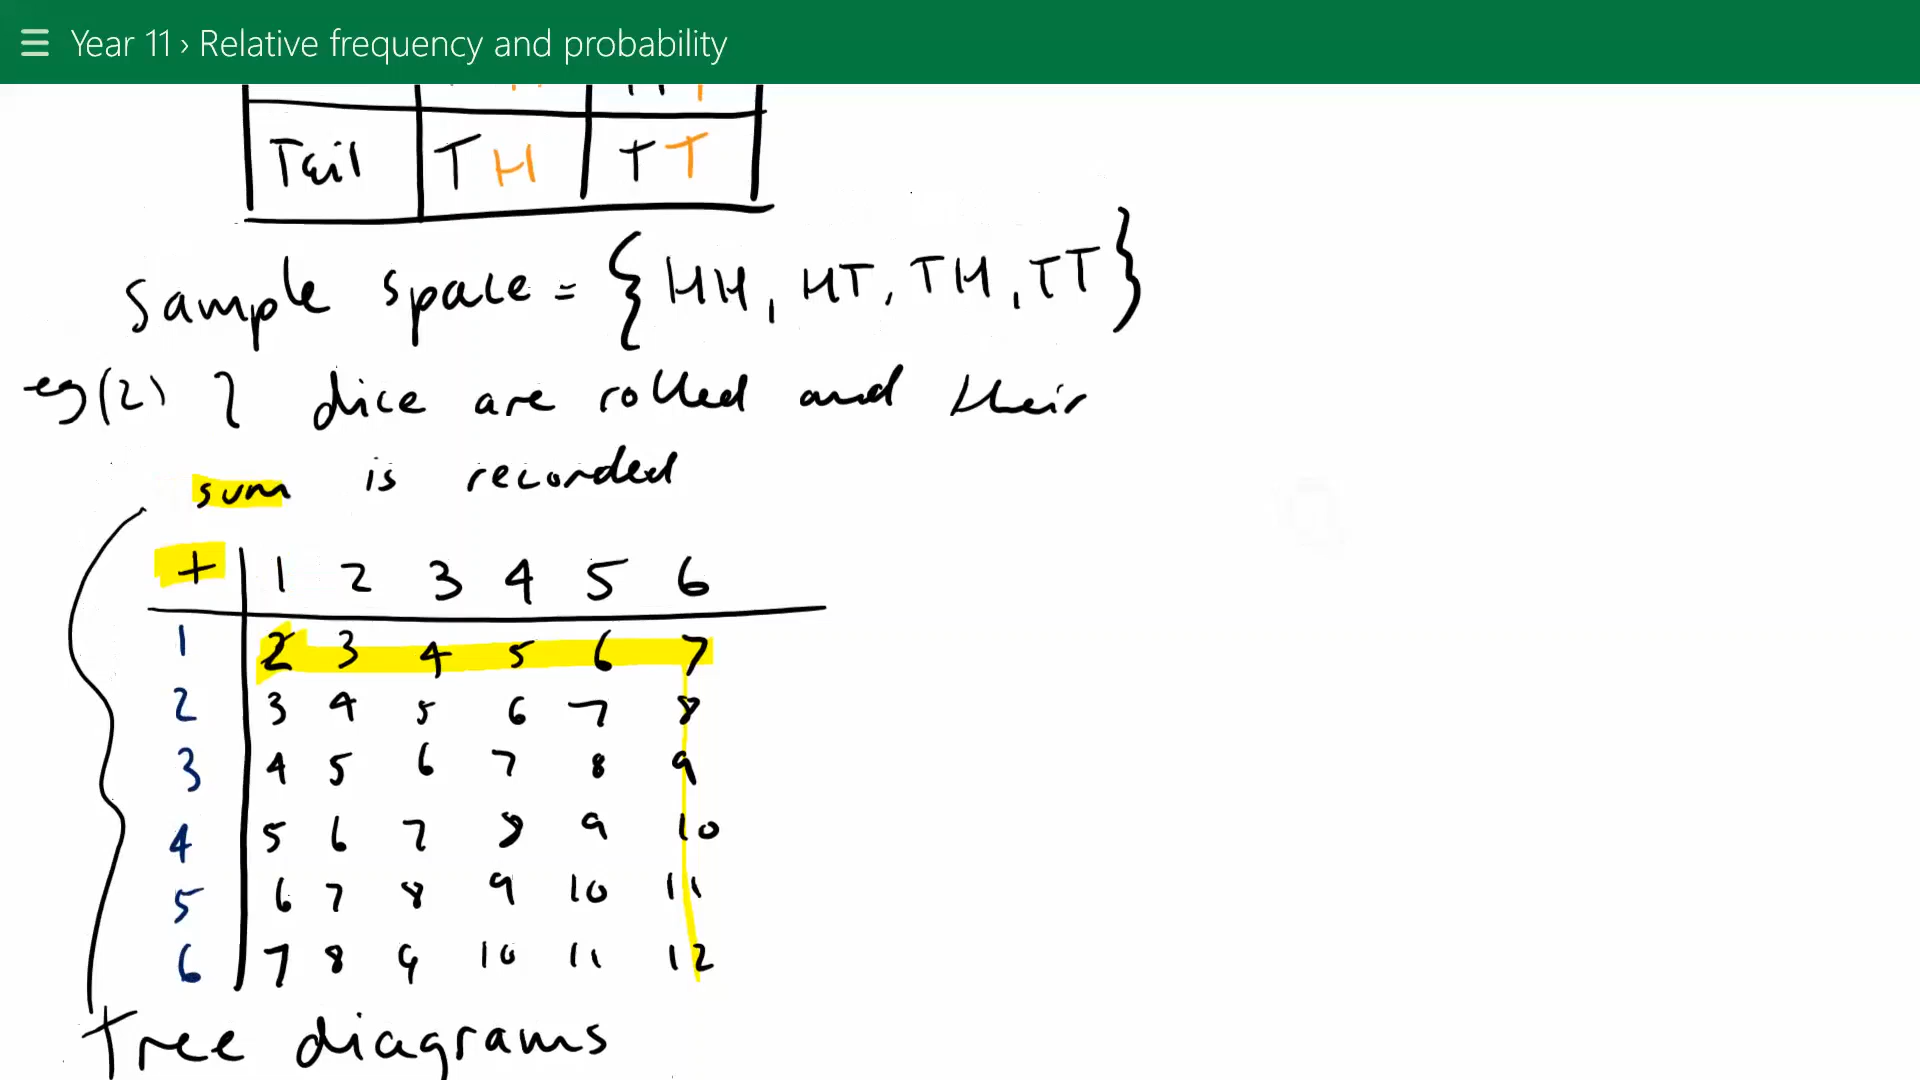 Year 11 › Relative frequency and probability
Tail TH TT
Sample space = {HH, HT, TH, TT}
eg(2) 2 dice are rolled and their
sum is recorded
+ 1 2 3 4 5 6
1 2 3 4 5 6 7
2 3 4 5 6 7 8
3 4 5 6 7 8 9
4 5 6 7 8 9 10
5 6 7 8 9 10 11
6 7 8 9 10 11 12
Tree diagrams